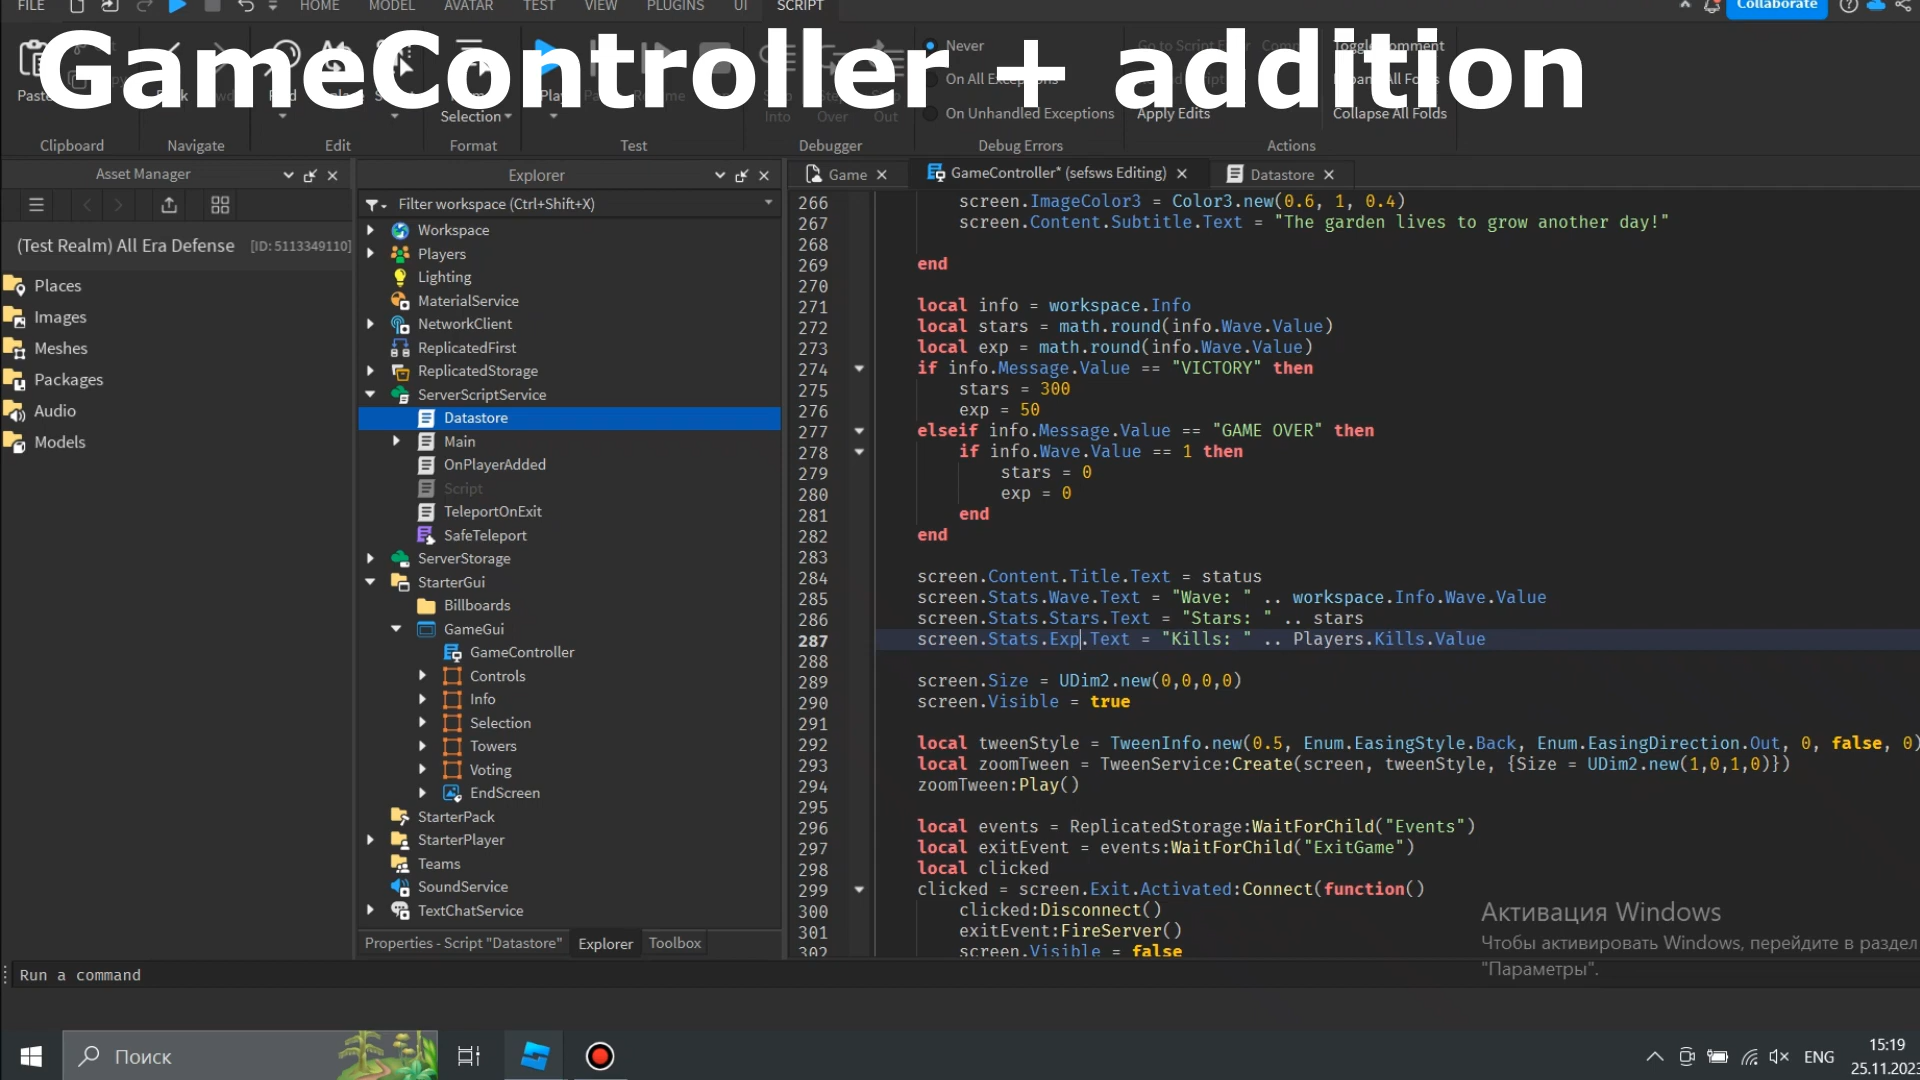 FILE HOME MODEL AVATAR TEST VIEW PLUGINS UI SCRIPT Collaborate
GameController + addition
Never
On All Exceptions
On Unhandled Exceptions
Toggle Comment
Expand All Folds
Apply Edits
Collapse All Folds
Selection
Into Over Out
Clipboard Navigate Edit Format Test Debugger Debug Errors Actions
Asset Manager
(Test Realm) All Era Defense [ID: 5113349110]
Places
Images
Meshes
Packages
Audio
Models
Explorer
Filter workspace (Ctrl+Shift+X)
Workspace
Players
Lighting
MaterialService
NetworkClient
ReplicatedFirst
ReplicatedStorage
ServerScriptService
Datastore
Main
OnPlayerAdded
Script
TeleportOnExit
SafeTeleport
ServerStorage
StarterGui
Billboards
GameGui
GameController
Controls
Info
Selection
Towers
Voting
EndScreen
StarterPack
StarterPlayer
Teams
SoundService
TextChatService
Properties - Script "Datastore" Explorer Toolbox
Game GameController* (sefsws Editing) Datastore
266 screen.ImageColor3 = Color3.new(0.6, 1, 0.4)
267 screen.Content.Subtitle.Text = "The garden lives to grow another day!"
268
269 end
270
271 local info = workspace.Info
272 local stars = math.round(info.Wave.Value)
273 local exp = math.round(info.Wave.Value)
274 if info.Message.Value == "VICTORY" then
275 stars = 300
276 exp = 50
277 elseif info.Message.Value == "GAME OVER" then
278 if info.Wave.Value == 1 then
279 stars = 0
280 exp = 0
281 end
282 end
283
284 screen.Content.Title.Text = status
285 screen.Stats.Wave.Text = "Wave: " .. workspace.Info.Wave.Value
286 screen.Stats.Stars.Text = "Stars: " .. stars
287 screen.Stats.Exp.Text = "Kills: " .. Players.Kills.Value
288
289 screen.Size = UDim2.new(0,0,0,0)
290 screen.Visible = true
291
292 local tweenStyle = TweenInfo.new(0.5, Enum.EasingStyle.Back, Enum.EasingDirection.Out, 0, false, 0)
293 local zoomTween = TweenService:Create(screen, tweenStyle, {Size = UDim2.new(1,0,1,0)})
294 zoomTween:Play()
295
296 local events = ReplicatedStorage:WaitForChild("Events")
297 local exitEvent = events:WaitForChild("ExitGame")
298 local clicked
299 clicked = screen.Exit.Activated:Connect(function()
300 clicked:Disconnect()
301 exitEvent:FireServer()
302 screen.Visible = false
Активация Windows
Чтобы активировать Windows, перейдите в раздел
"Параметры".
Run a command
Поиск
ENG
15:19
25.11.2023